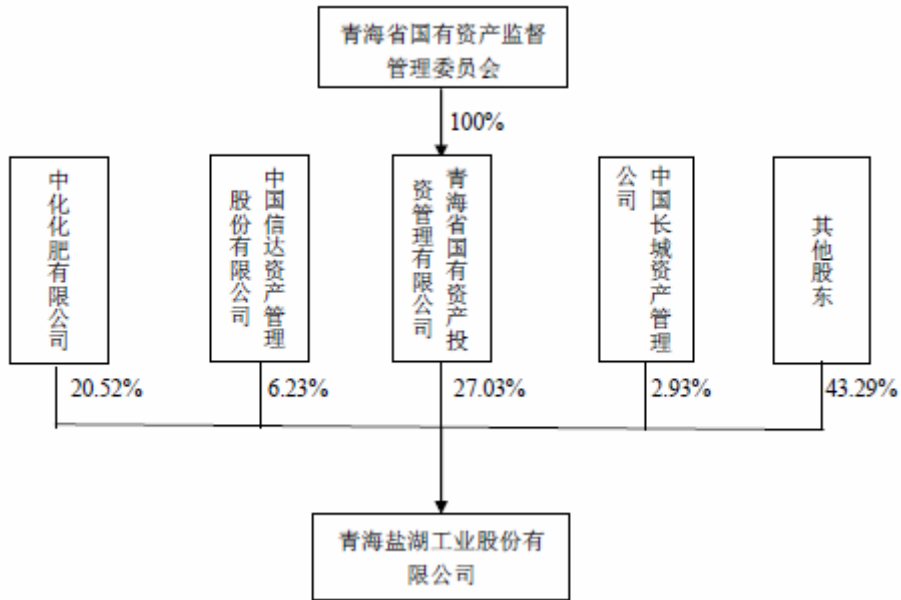 青海省国有资产监督
管理委员会
100%
中化化肥有限公司
中国信达资产管理
股份有限公司
青海省国有资产投
资管理有限公司
中国长城资产管理
公司
其他股东
20.52%
6.23%
27.03%
2.93%
43.29%
青海盐湖工业股份有
限公司